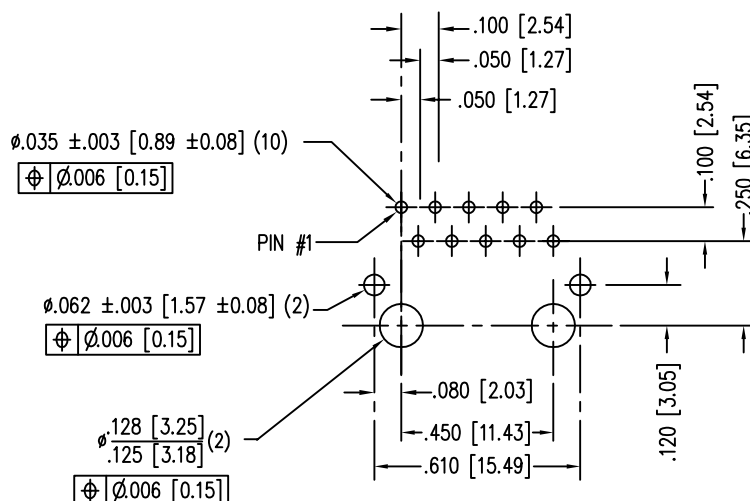 .100 [2.54]
.050 [1.27]
.050 [1.27]
.100 [2.54]
.250 [6.35]
ø.035 ±.003 [0.89 ±0.08] (10)
⌖ Ø.006 [0.15]
PIN #1
ø.062 ±.003 [1.57 ±0.08] (2)
⌖ Ø.006 [0.15]
.080 [2.03]
.120 [3.05]
ø.128 [3.25]
.125 [3.18] (2)
.450 [11.43]
.610 [15.49]
⌖ Ø.006 [0.15]